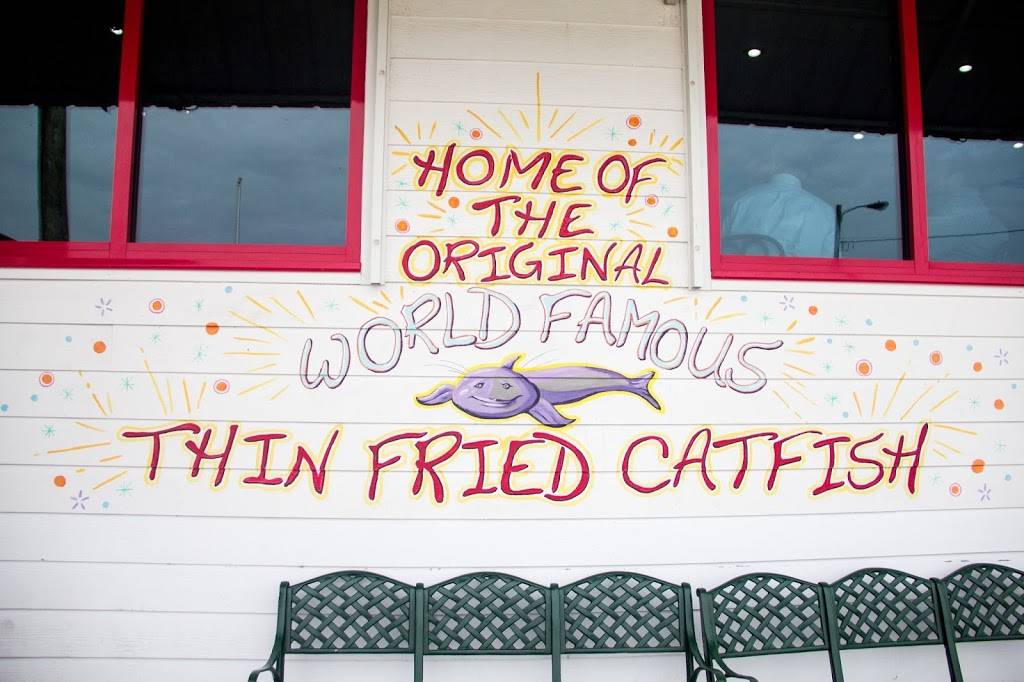 HOME OF
THE
ORIGINAL
WORLD FAMOUS
THIN FRIED CATFISH